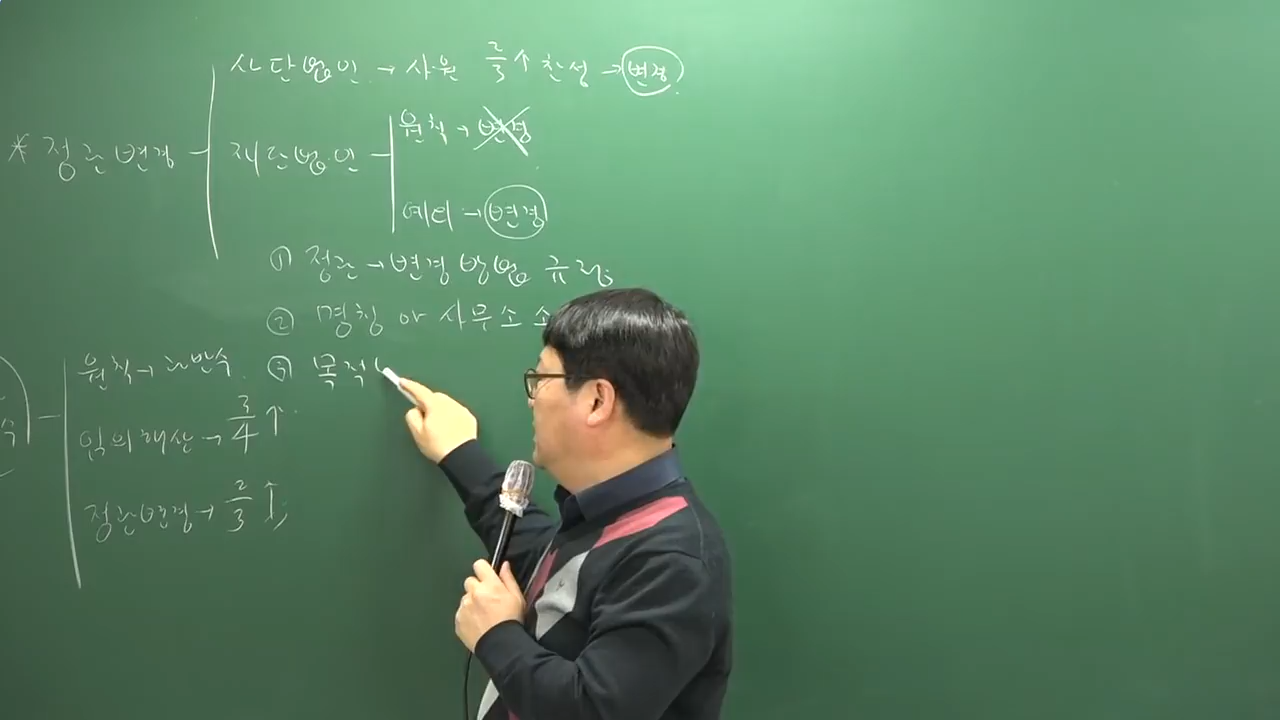 사단법인 → 사원 2/3↑ 찬성 → 변경
* 정관변경
재단법인
원칙 → 변경
예외 → 변경
① 정관 → 변경 방법 규정
② 명칭 or 사무소 소
③ 목적
원칙 → 과반수
임의해산 → 3/4↑
정관변경 → 2/3↑